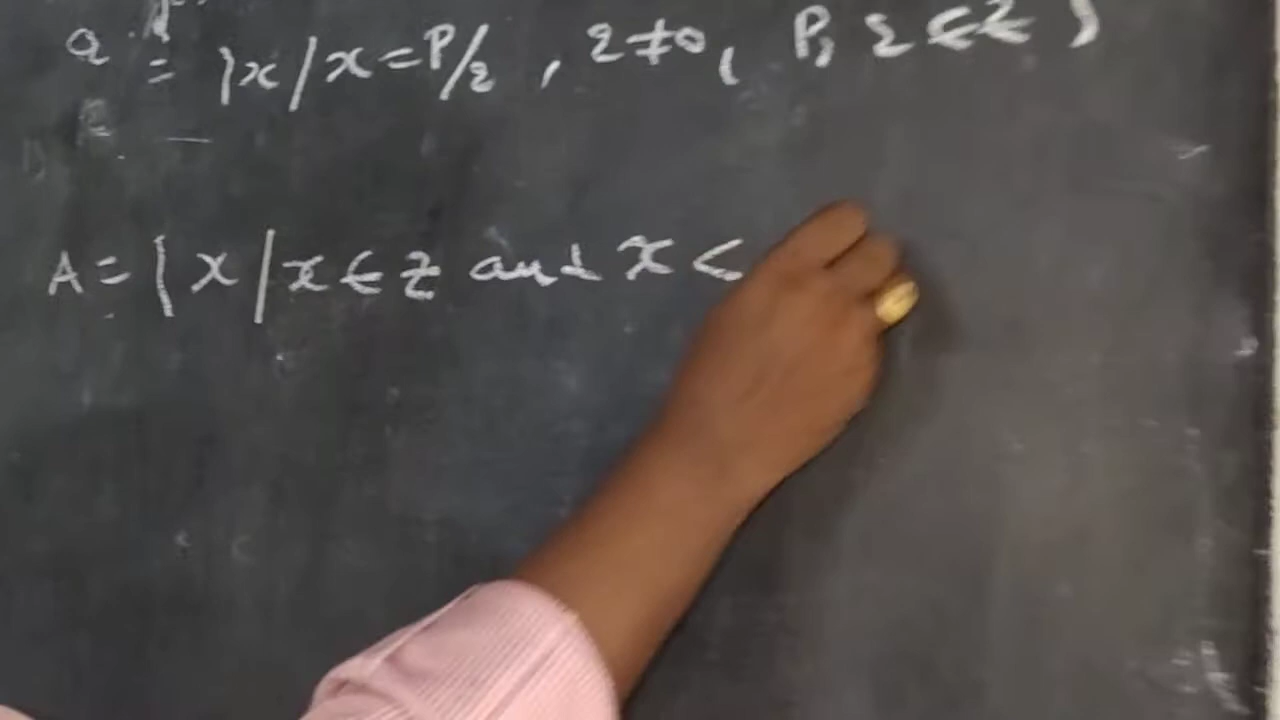 Q = {x/x=P/q, q≠0, P, q ∈ Z}
A = {x/x∈Z and x <